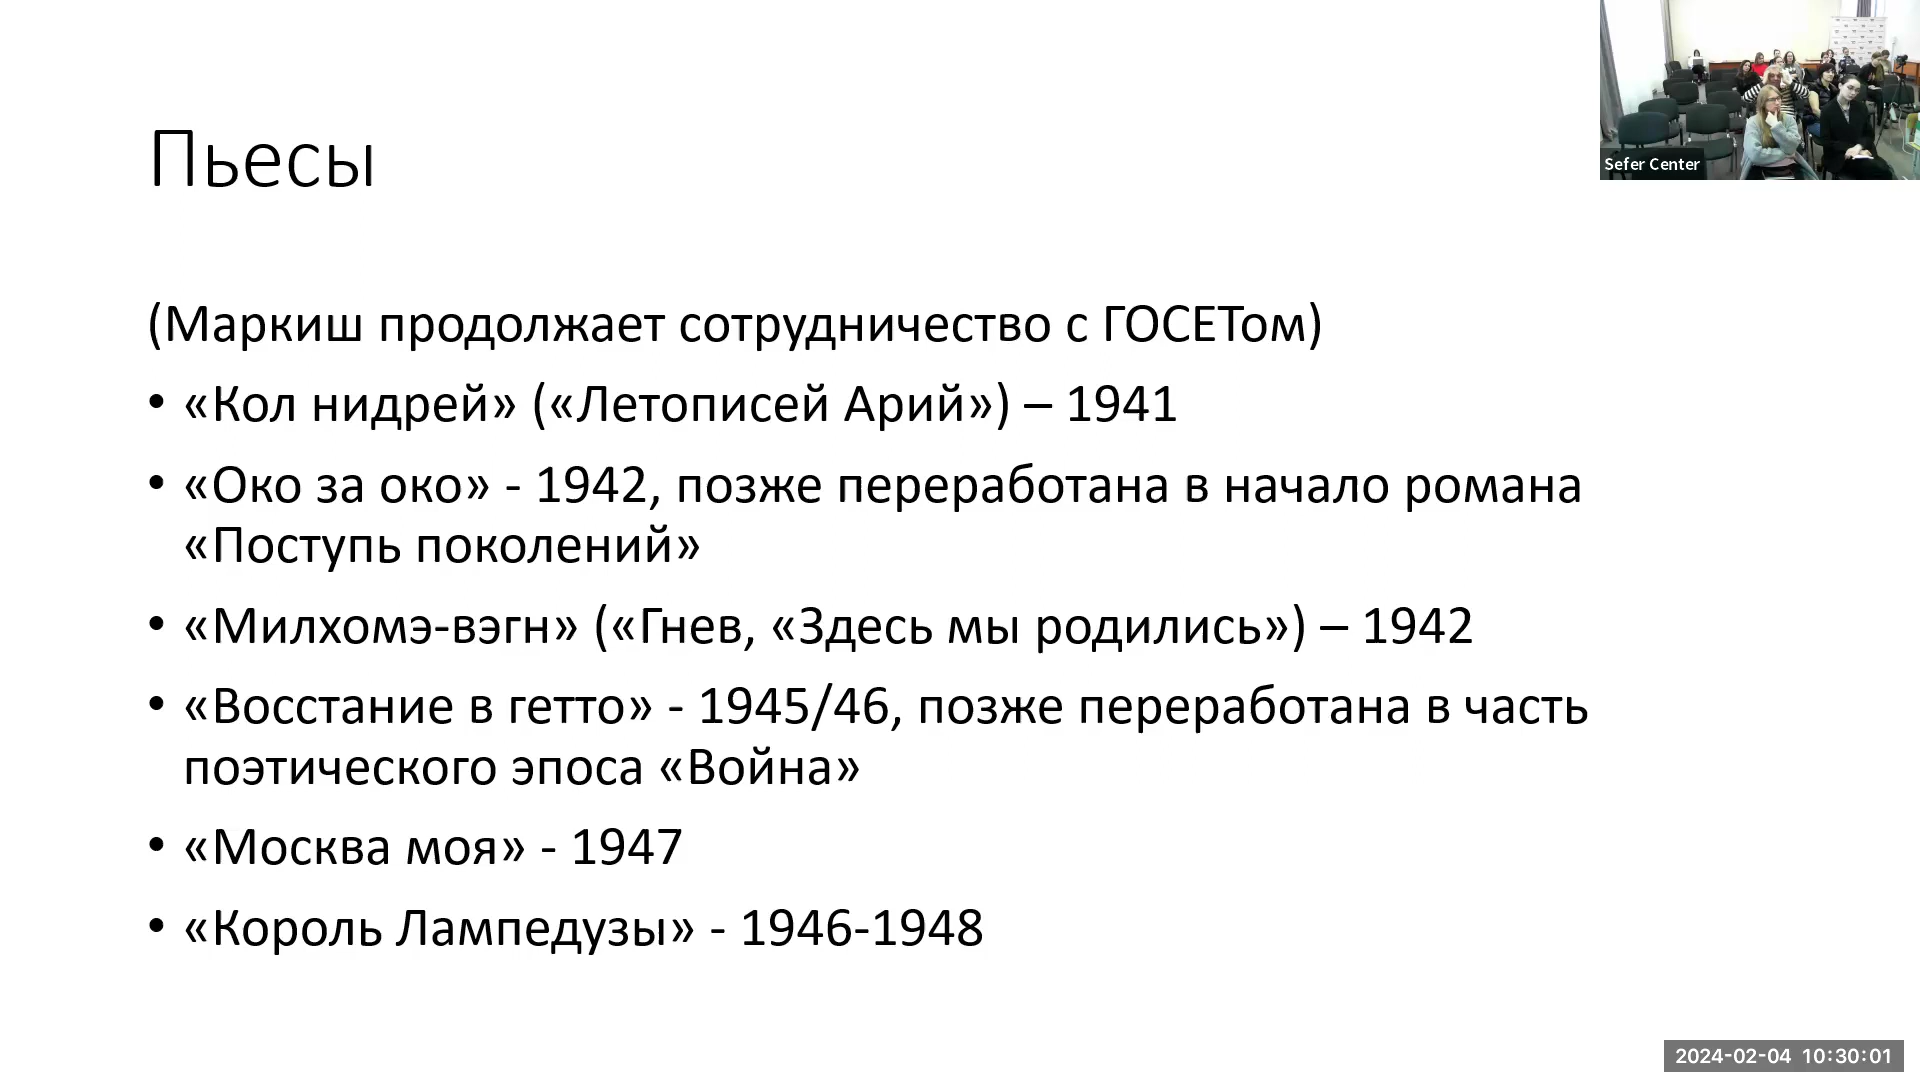 Пьесы
(Маркиш продолжает сотрудничество с ГОСЕТом)
• «Кол нидрей» («Летописей Арий») – 1941
• «Око за око» - 1942, позже переработана в начало романа
«Поступь поколений»
• «Милхомэ-вэгн» («Гнев, «Здесь мы родились») – 1942
• «Восстание в гетто» - 1945/46, позже переработана в часть
поэтического эпоса «Война»
• «Москва моя» - 1947
• «Король Лампедузы» - 1946-1948
Sefer Center
2024-02-04 10:30:01